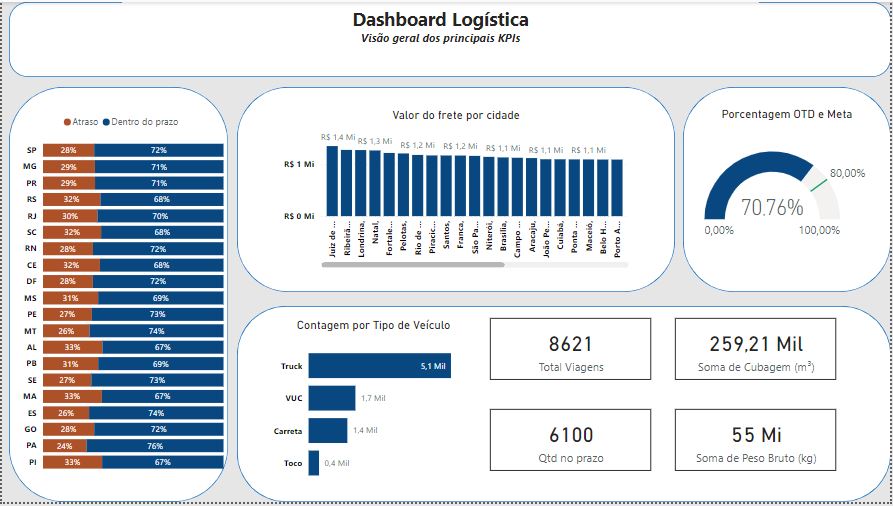 Dashboard Logística
Visão geral dos principais KPIs
Atraso Dentro do prazo
SP 28% 72%
MG 29% 71%
PR 29% 71%
RS 32% 68%
RJ 30% 70%
SC 32% 68%
RN 28% 72%
CE 32% 68%
DF 28% 72%
MS 31% 69%
PE 27% 73%
MT 26% 74%
AL 33% 67%
PB 31% 69%
SE 27% 73%
MA 33% 67%
ES 26% 74%
GO 28% 72%
PA 24% 76%
PI 33% 67%
Valor do frete por cidade
R$ 1,4 Mi R$ 1,3 Mi R$ 1,2 Mi R$ 1,2 Mi R$ 1,1 Mi R$ 1,1 Mi R$ 1,1 Mi
R$ 1 Mi
R$ 0 Mi
Juiz de ...
Ribeirã...
Londrina,
Natal,
Fortale...
Pelotas,
Rio de ...
Piracic...
Santos,
Franca,
São Pa...
Niterói,
Brasília,
Campo ...
Aracaju,
João Pe...
Cuiabá,
Ponta ...
Maceió,
Belo H...
Porto A...
Porcentagem OTD e Meta
80,00%
70.76%
0,00% 100,00%
Contagem por Tipo de Veículo
Truck 5,1 Mil
VUC 1,7 Mil
Carreta 1,4 Mil
Toco 0,4 Mil
8621
Total Viagens
259,21 Mil
Soma de Cubagem (m³)
6100
Qtd no prazo
55 Mi
Soma de Peso Bruto (kg)